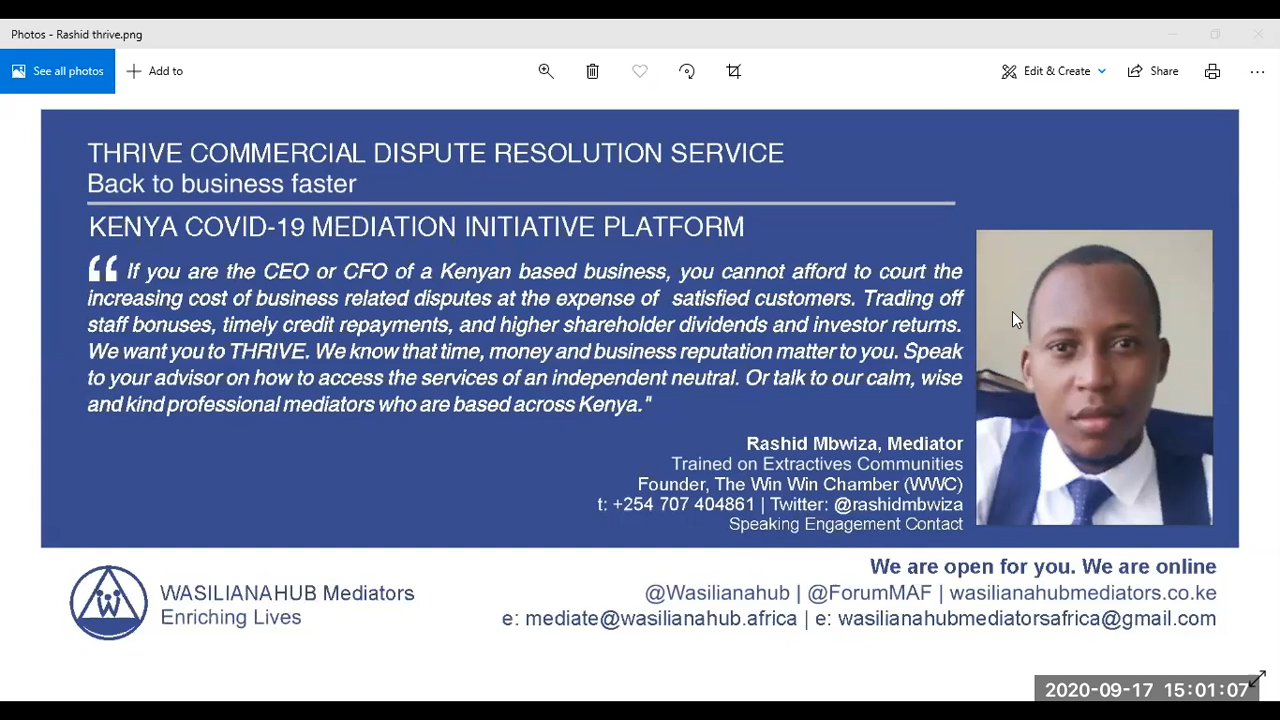 Photos - Rashid thrive.png
See all photos
Add to
Edit & Create
Share
THRIVE COMMERCIAL DISPUTE RESOLUTION SERVICE
Back to business faster
KENYA COVID-19 MEDIATION INITIATIVE PLATFORM
“ If you are the CEO or CFO of a Kenyan based business, you cannot afford to court the
increasing cost of business related disputes at the expense of satisfied customers. Trading off
staff bonuses, timely credit repayments, and higher shareholder dividends and investor returns.
We want you to THRIVE. We know that time, money and business reputation matter to you. Speak
to your advisor on how to access the services of an independent neutral. Or talk to our calm, wise
and kind professional mediators who are based across Kenya."
Rashid Mbwiza, Mediator
Trained on Extractives Communities
Founder, The Win Win Chamber (WWC)
t: +254 707 404861 | Twitter: @rashidmbwiza
Speaking Engagement Contact
W
WASILIANAHUB Mediators
Enriching Lives
We are open for you. We are online
@Wasilianahub | @ForumMAF | wasilianahubmediators.co.ke
e: mediate@wasilianahub.africa | e: wasilianahubmediatorsafrica@gmail.com
2020-09-17 15:01:07